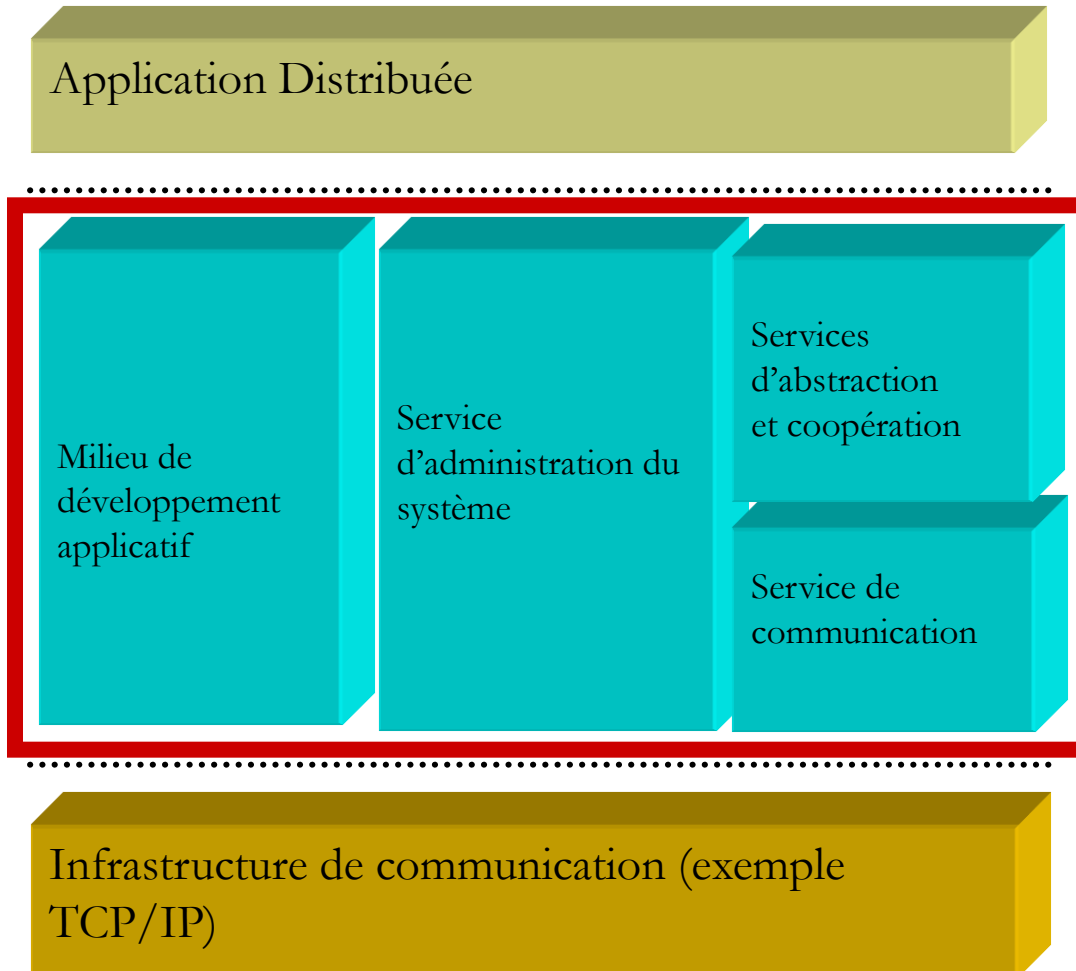 Application Distribuée
Milieu de
développement
applicatif
Service
d’administration du
système
Services
d’abstraction
et coopération
Service de
communication
Infrastructure de communication (exemple
TCP/IP)